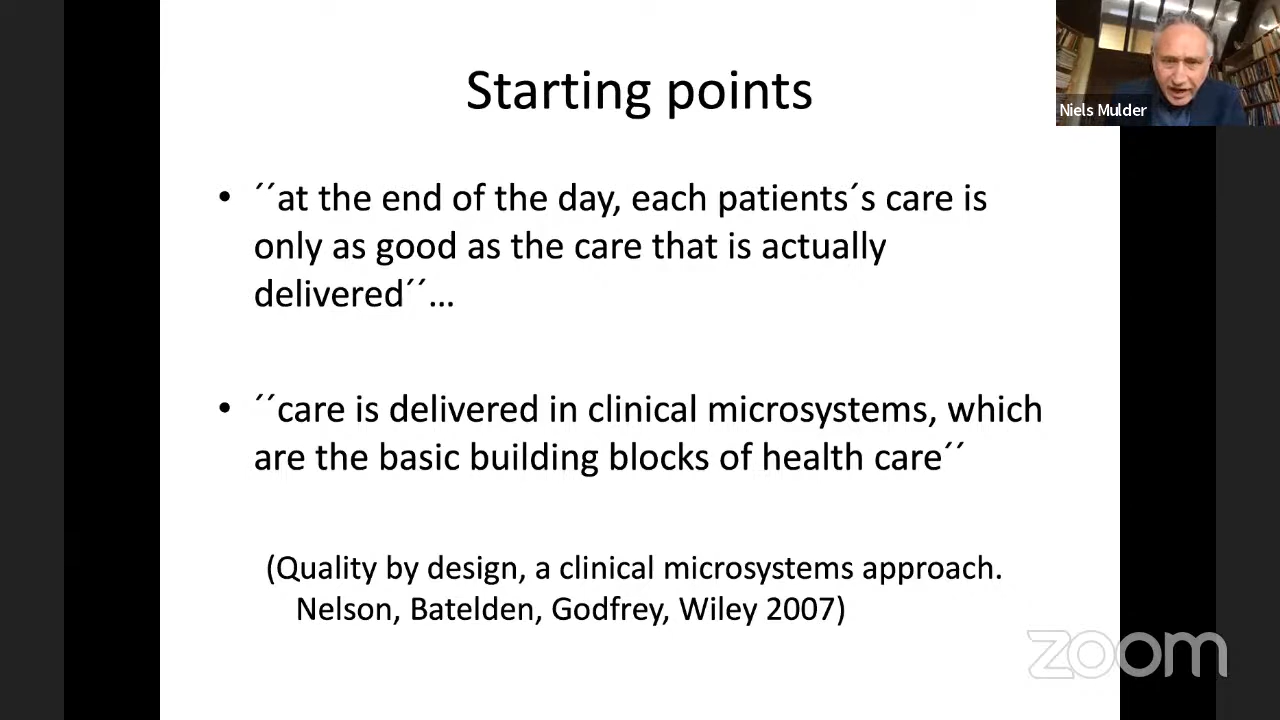 Starting points
Niels Mulder
• ´´at the end of the day, each patients´s care is
only as good as the care that is actually
delivered´´…
• ´´care is delivered in clinical microsystems, which
are the basic building blocks of health care´´
(Quality by design, a clinical microsystems approach.
Nelson, Batelden, Godfrey, Wiley 2007)
zoom